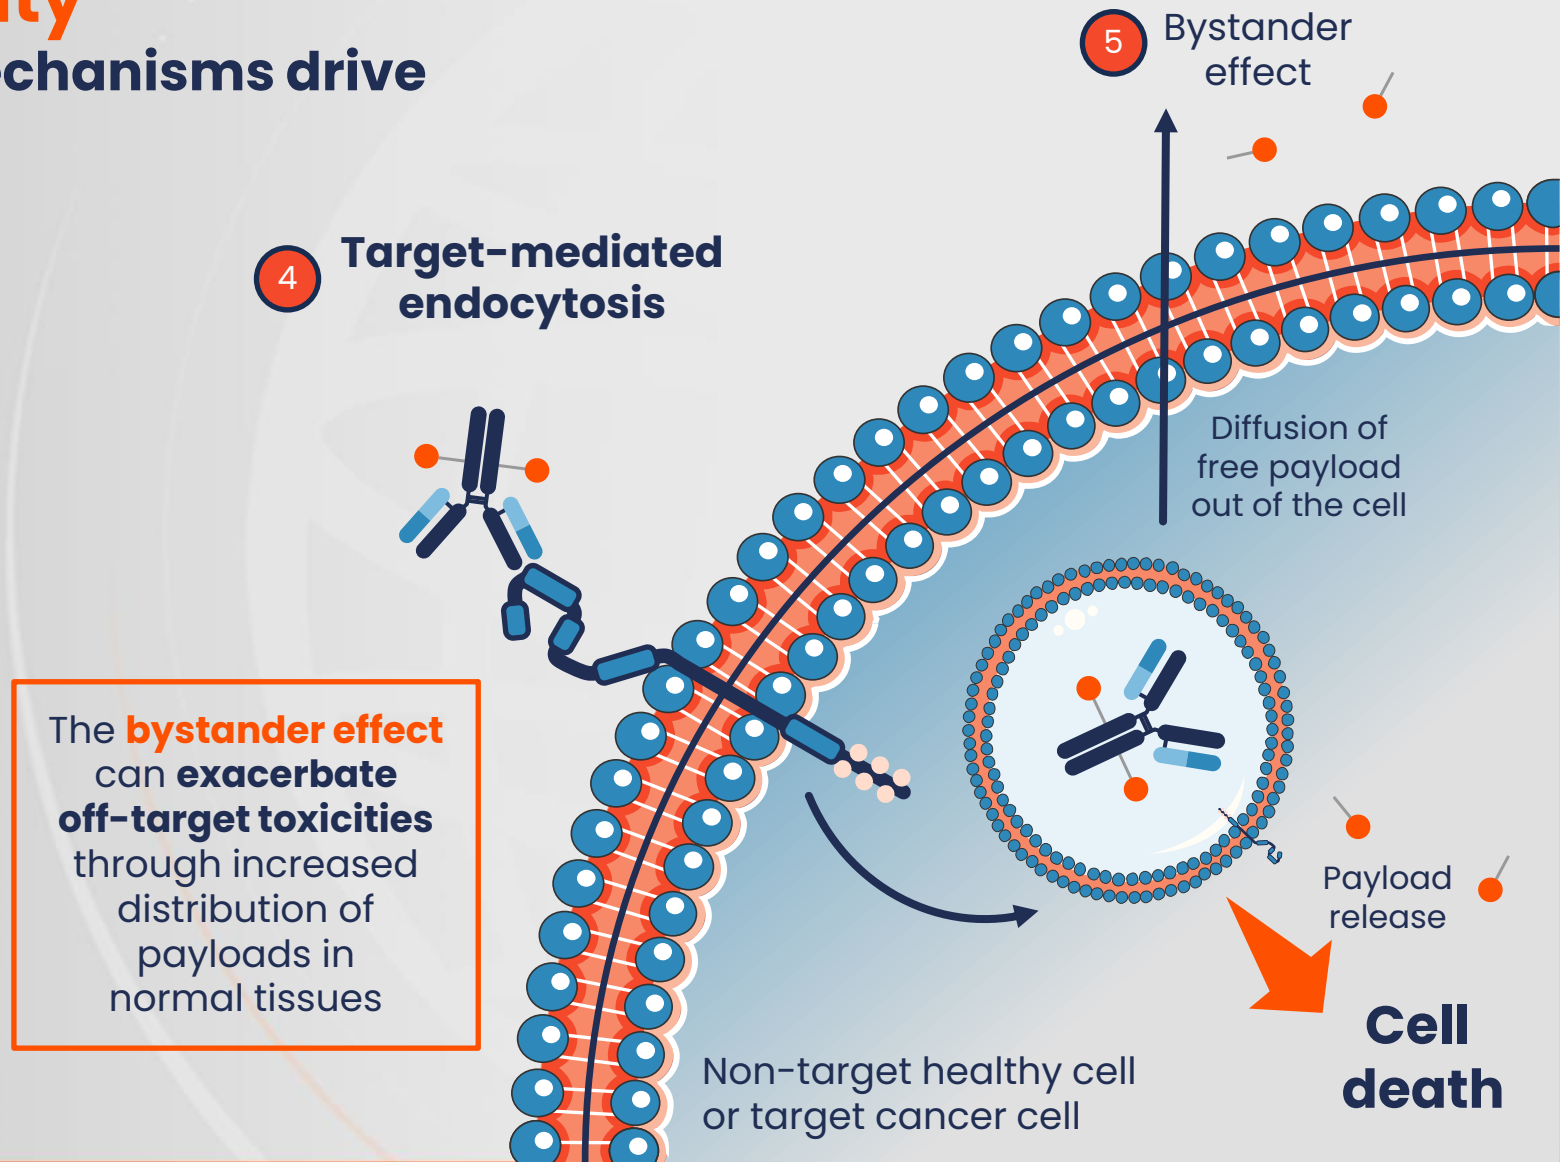 mechanisms drive
5
Bystander
effect
4
Target-mediated
endocytosis
Diffusion of
free payload
out of the cell
The bystander effect
can exacerbate
off-target toxicities
through increased
distribution of
payloads in
normal tissues
Payload
release
Cell
death
Non-target healthy cell
or target cancer cell